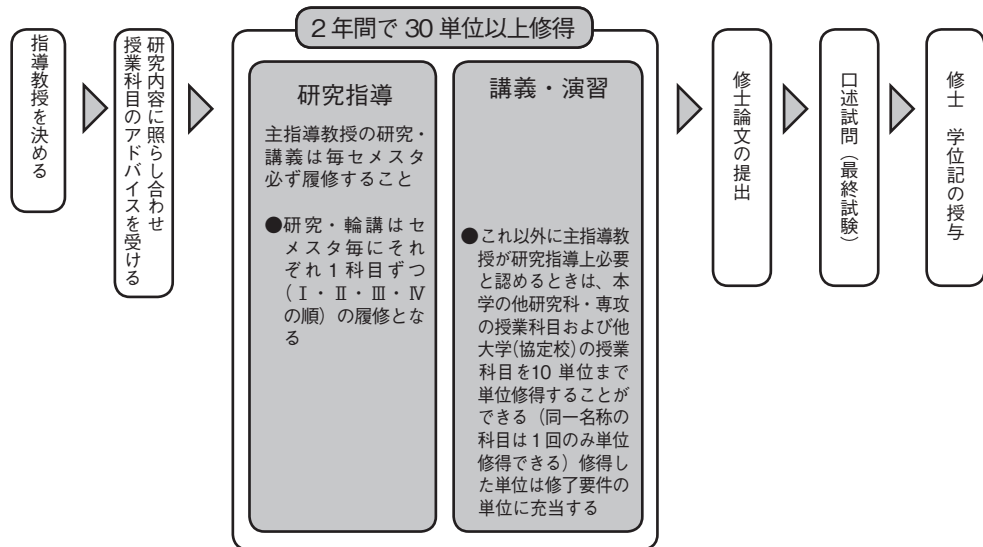 指導教授を決める
研究内容に照らし合わせ
授業科目のアドバイスを受ける
2年間で 30 単位以上修得
研究指導
主指導教授の研究・
講義は毎セメスタ
必ず履修すること
●研究・輪講はセ
メスタ毎にそれ
ぞれ1科目ずつ
(Ⅰ・Ⅱ・Ⅲ・Ⅳ
の順)の履修とな
る
講義・演習
●これ以外に主指導教
授が研究指導上必要
と認めるときは、本
学の他研究科・専攻
の授業科目および他
大学(協定校)の授業
科目を10 単位まで
単位修得することが
できる(同一名称の
科目は1回のみ単位
修得できる)修得し
た単位は修了要件の
単位に充当する
修士論文の提出
口述試問(最終試験)
修士 学位記の授与